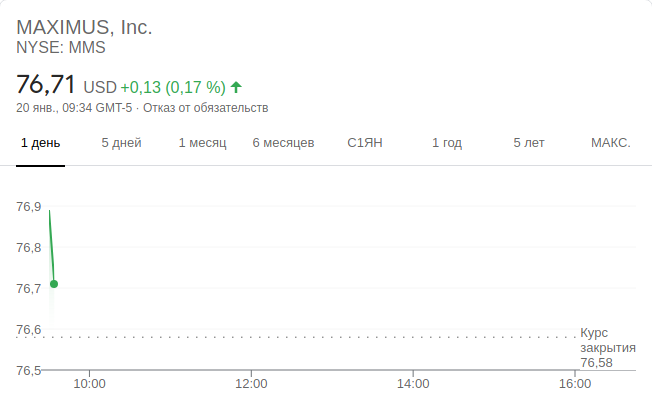 MAXIMUS, Inc.
NYSE: MMS
76,71 USD +0,13 (0,17 %) ↑
20 янв., 09:34 GMT-5 · Отказ от обязательств
1 день 5 дней 1 месяц 6 месяцев С1ЯН 1 год 5 лет МАКС.
76,9
76,8
76,7
76,6
76,5
Курс
закрытия
76,58
10:00 12:00 14:00 16:00